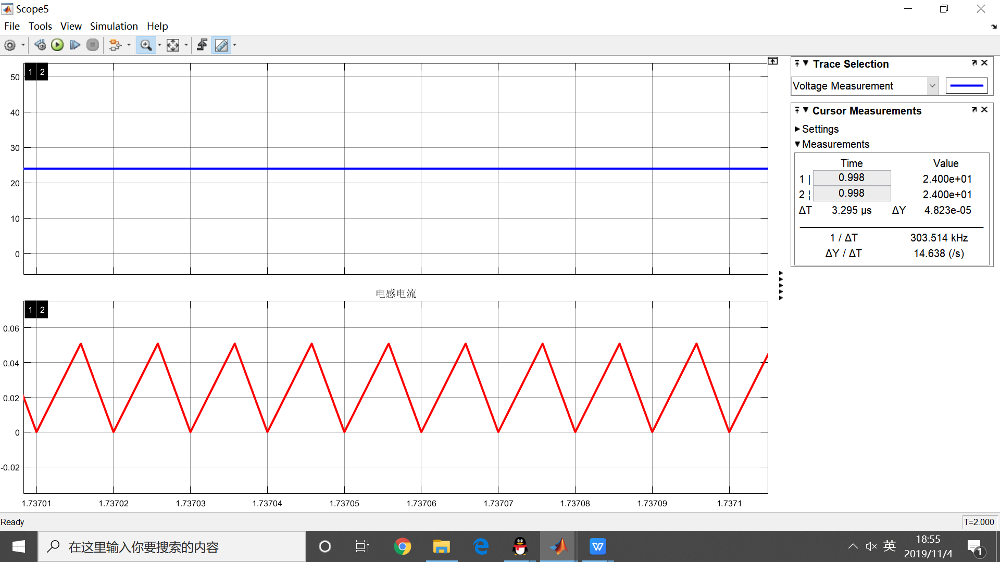 Scope5
File Tools View Simulation Help
1 2
50
40
30
20
10
0
电感电流
1 2
0.06
0.04
0.02
0
-0.02
1.73701 1.73702 1.73703 1.73704 1.73705 1.73706 1.73707 1.73708 1.73709 1.7371
Trace Selection
Voltage Measurement
Cursor Measurements
Settings
Measurements
Time Value
1 | 0.998 2.400e+01
2 ¦ 0.998 2.400e+01
ΔT 3.295 µs ΔY 4.823e-05
1 / ΔT 303.514 kHz
ΔY / ΔT 14.638 (/s)
Ready T=2.000
在这里输入你要搜索的内容
英
18:55
2019/11/4
1